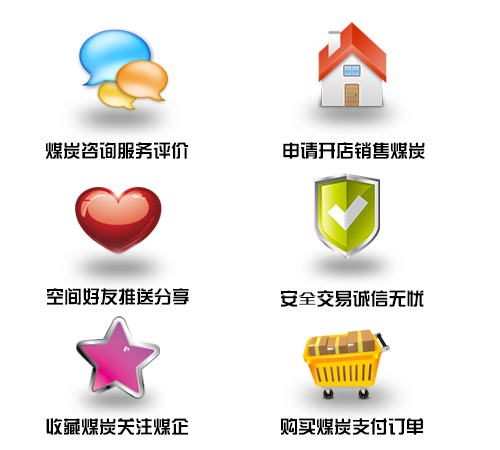 煤炭咨询服务评价
申请开店销售煤炭
空间好友推送分享
安全交易诚信无忧
收藏煤炭关注煤企
购买煤炭支付订单